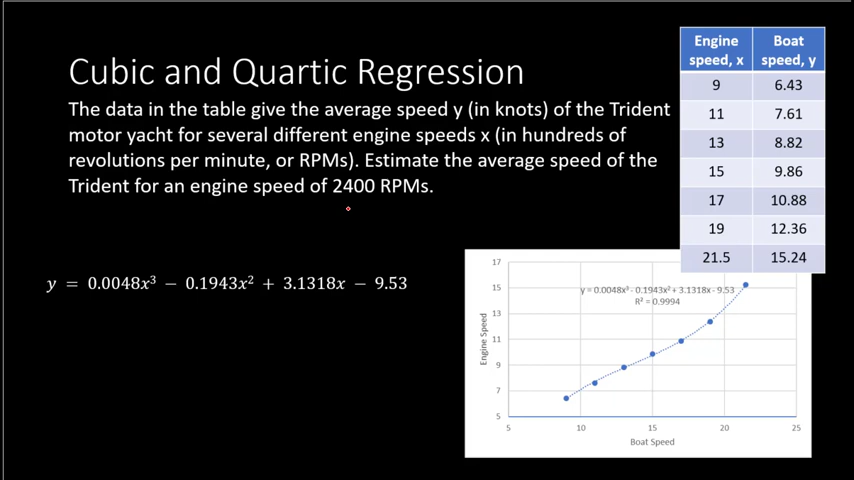 Cubic and Quartic Regression
The data in the table give the average speed y (in knots) of the Trident
motor yacht for several different engine speeds x (in hundreds of
revolutions per minute, or RPMs). Estimate the average speed of the
Trident for an engine speed of 2400 RPMs.
Engine speed, x Boat speed, y
9 6.43
11 7.61
13 8.82
15 9.86
17 10.88
19 12.36
21.5 15.24
y = 0.0048x³ − 0.1943x² + 3.1318x − 9.53
y = 0.0048x³ - 0.1943x² + 3.1318x - 9.53
R² = 0.9994
17
15
13
11
9
7
5
Engine Speed
5 10 15 20 25
Boat Speed